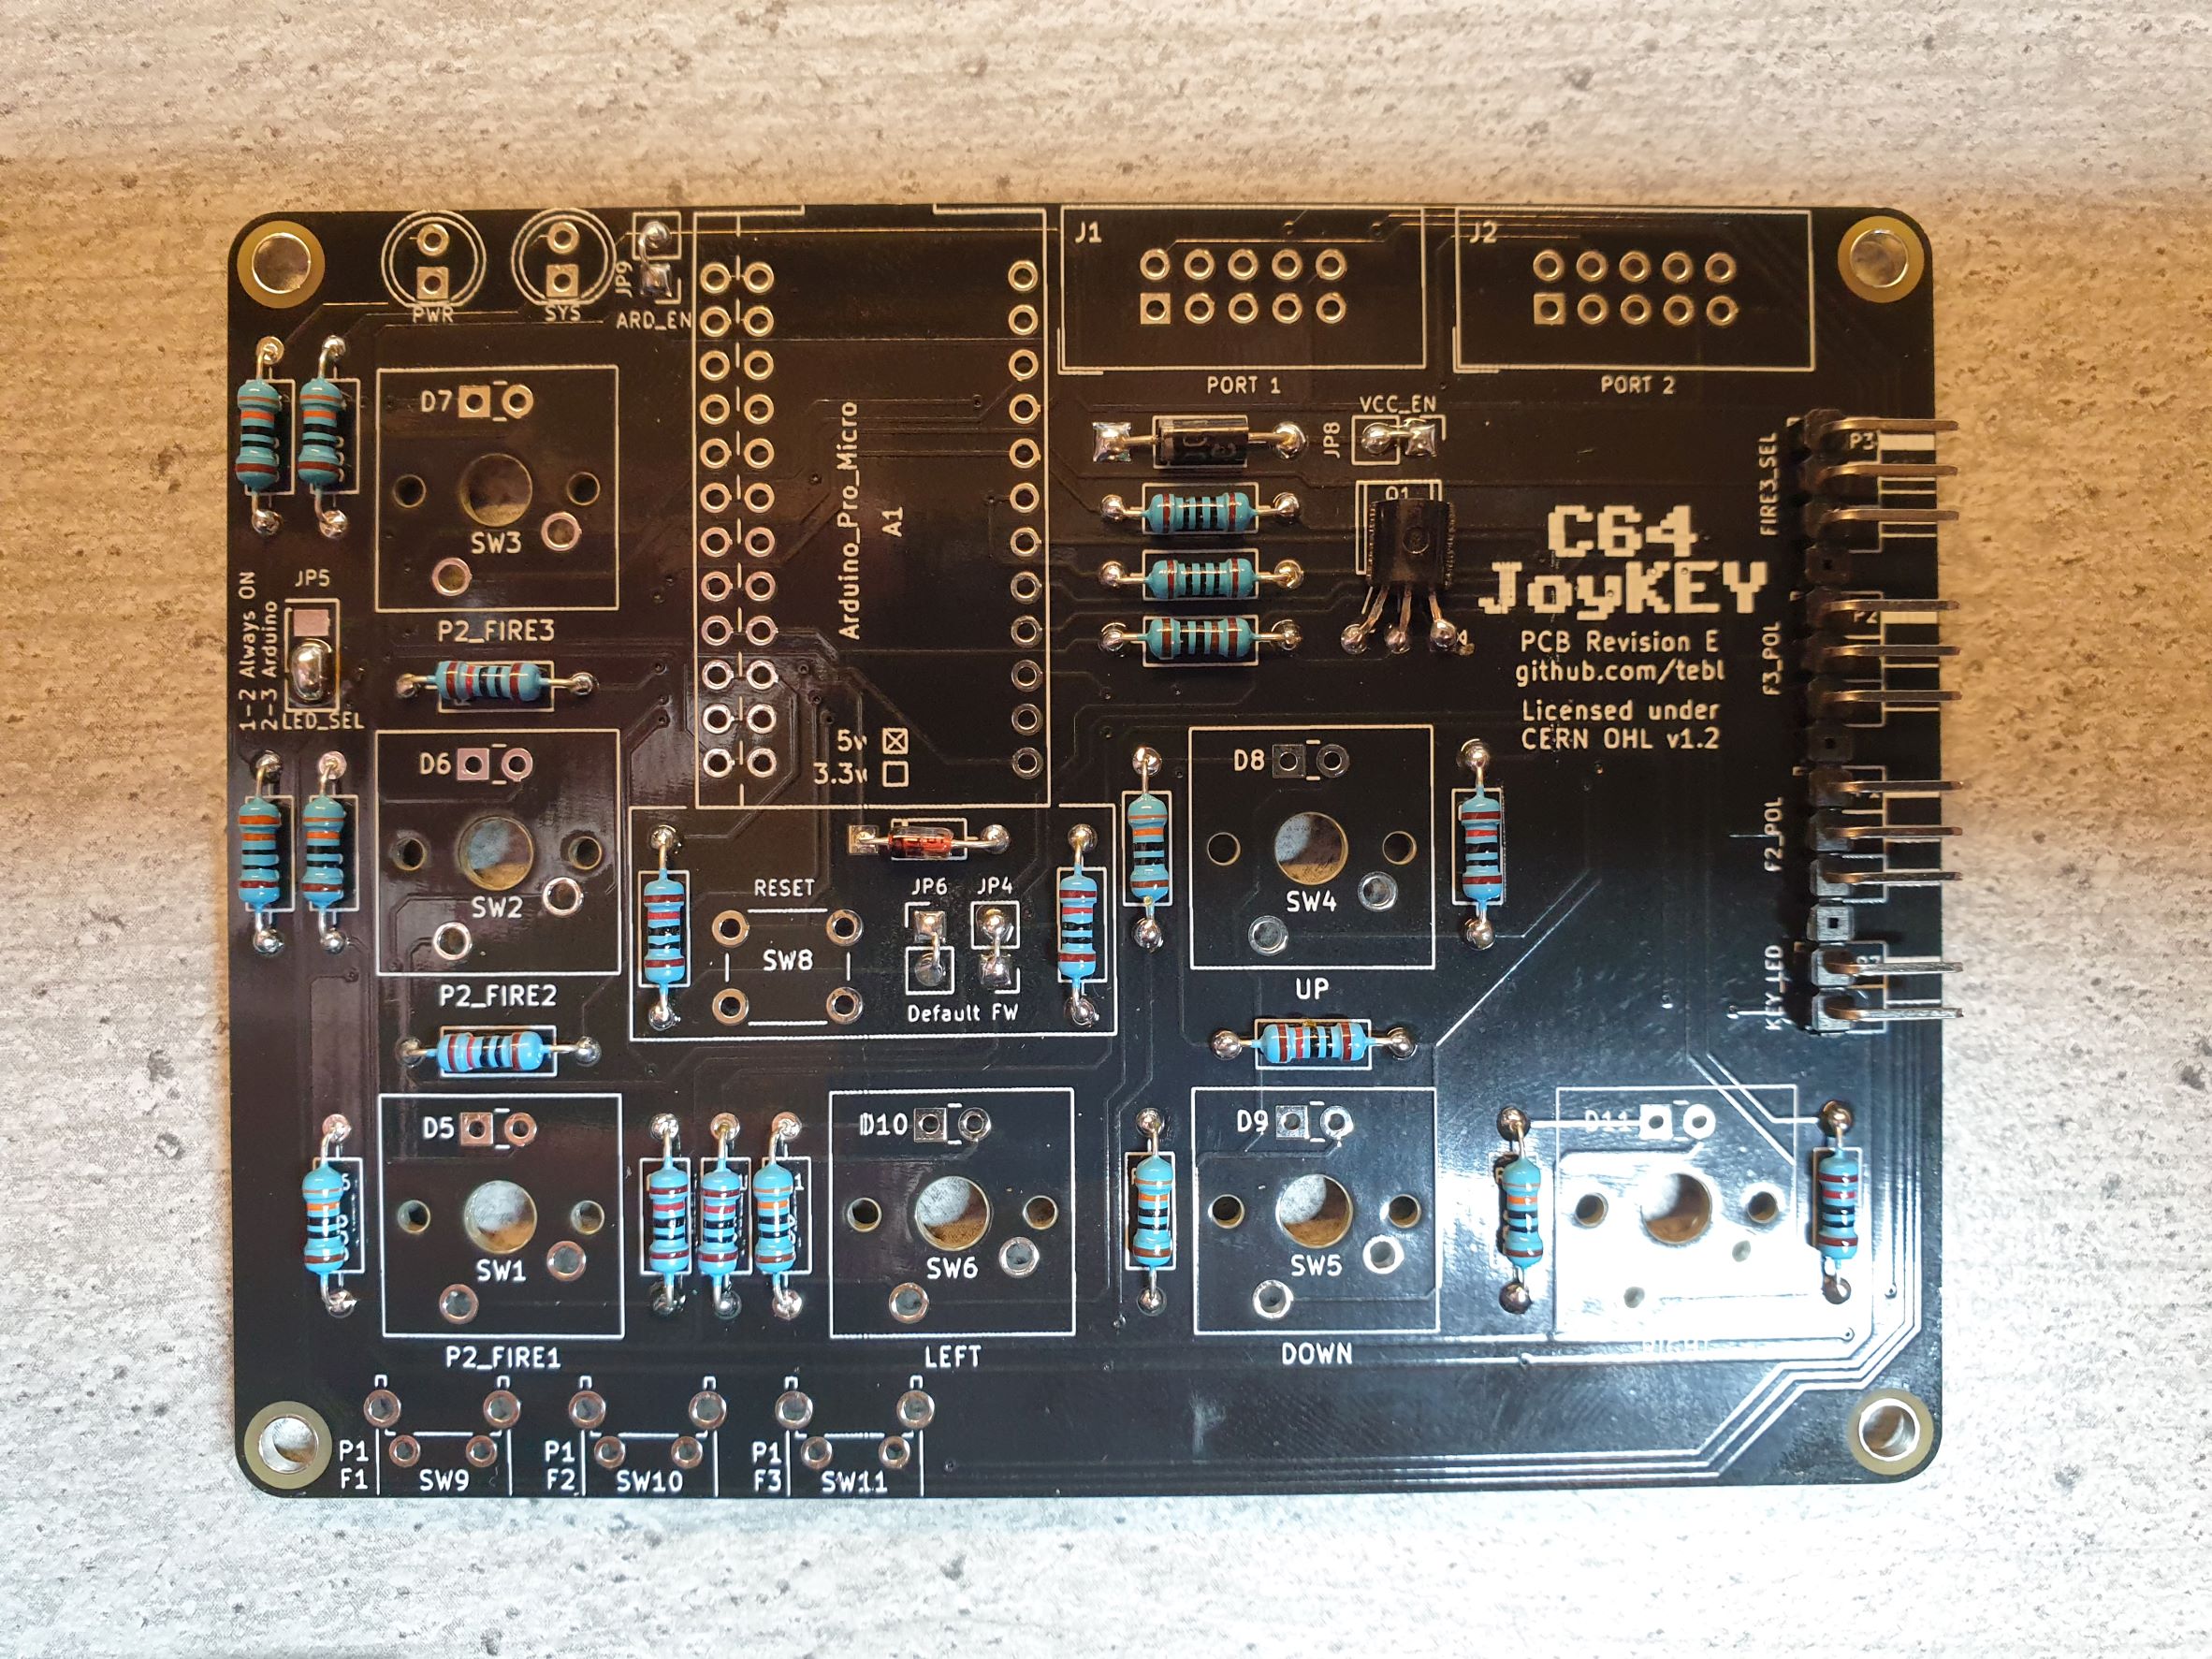 PWR
SYS
JP9
ARD_EN
J1
J2
PORT 1
PORT 2
D7
SW3
P2_FIRE3
JP5
1-2 Always ON
2-3 Arduino
LED_SEL
Arduino_Pro_Micro
A1
5v
3.3v
VCC_EN
JP8
Q1
C64
JoyKEY
PCB Revision E
github.com/tebl
Licensed under
CERN OHL v1.2
FIRE3_SEL
P3
F3_POL
F2_POL
KEY_LED
D6
SW2
P2_FIRE2
RESET
SW8
JP6
JP4
Default FW
D8
SW4
UP
D5
SW1
P2_FIRE1
D10
SW6
LEFT
D9
SW5
DOWN
D11
RIGHT
P1
F1
SW9
P1
F2
SW10
P1
F3
SW11